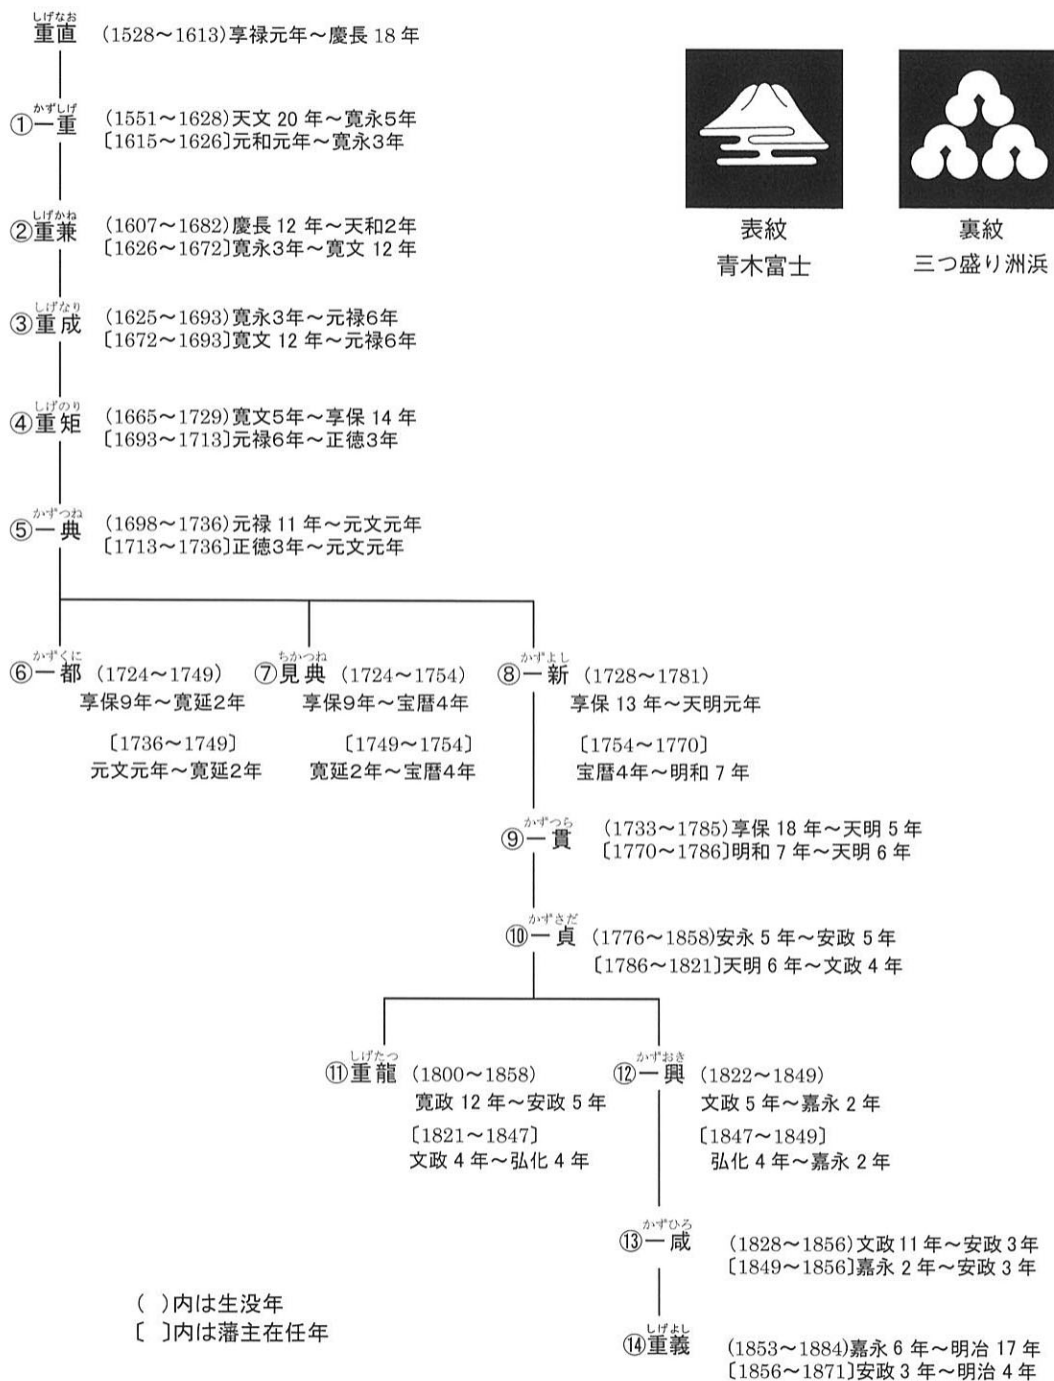 しげなお
重直 (1528～1613)享禄元年～慶長 18 年
かずしげ
①一重 (1551～1628)天文 20 年～寛永5年
〔1615～1626〕元和元年～寛永3年
表紋
青木富士
裏紋
三つ盛り洲浜
しげかね
②重兼 (1607～1682)慶長 12 年～天和2年
〔1626～1672〕寛永3年～寛文 12 年
しげなり
③重成 (1625～1693)寛永3年～元禄6年
〔1672～1693〕寛文 12 年～元禄6年
しげのり
④重矩 (1665～1729)寛文5年～享保 14 年
〔1693～1713〕元禄6年～正徳3年
かずつね
⑤一典 (1698～1736)元禄 11 年～元文元年
〔1713～1736〕正徳3年～元文元年
かずくに
⑥一都 (1724～1749)
享保9年～寛延2年
〔1736～1749〕
元文元年～寛延2年
ちかつね
⑦見典 (1724～1754)
享保9年～宝暦4年
〔1749～1754〕
寛延2年～宝暦4年
かずよし
⑧一新 (1728～1781)
享保 13 年～天明元年
〔1754～1770〕
宝暦4年～明和 7 年
かずつら
⑨一貫 (1733～1785)享保 18 年～天明 5 年
〔1770～1786〕明和 7 年～天明 6 年
かずさだ
⑩一貞 (1776～1858)安永 5 年～安政 5 年
〔1786～1821〕天明 6 年～文政 4 年
しげたつ
⑪重龍 (1800～1858)
寛政 12 年～安政 5 年
〔1821～1847〕
文政 4 年～弘化 4 年
かずおき
⑫一興 (1822～1849)
文政 5 年～嘉永 2 年
〔1847～1849〕
弘化 4 年～嘉永 2 年
かずひろ
⑬一咸 (1828～1856)文政 11 年～安政 3 年
〔1849～1856〕嘉永 2 年～安政 3 年
しげよし
⑭重義 (1853～1884)嘉永 6 年～明治 17 年
〔1856～1871〕安政 3 年～明治 4 年
( )内は生没年
〔 〕内は藩主在任年